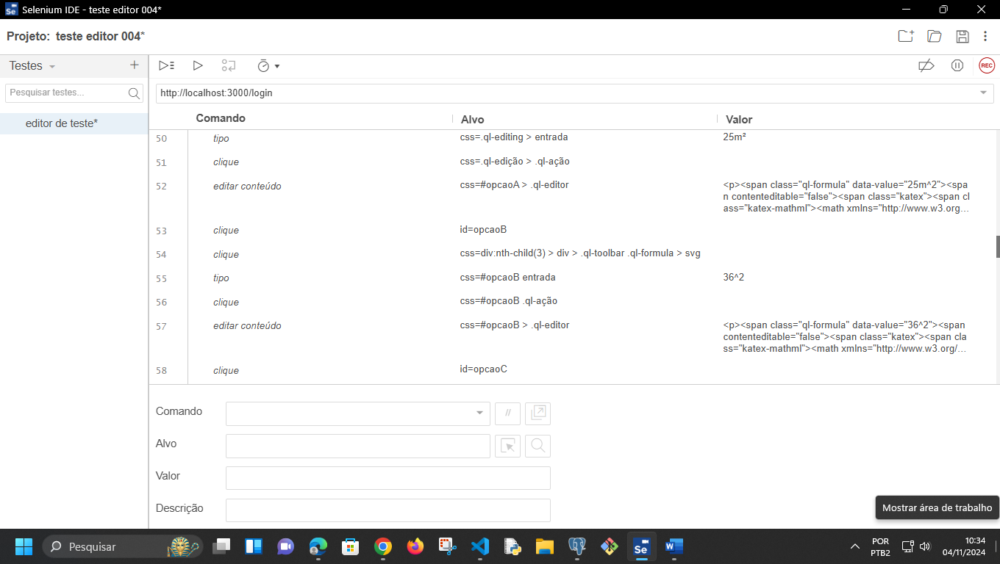 Selenium IDE - teste editor 004*
Projeto: teste editor 004*
Testes
Pesquisar testes...
editor de teste*
REC
http://localhost:3000/login
Comando Alvo Valor
50 tipo css=.ql-editing > entrada 25m²
51 clique css=.ql-edição > .ql-ação
52 editar conteúdo css=#opcaoA > .ql-editor <p><span class="ql-formula" data-value="25m^2"><spa
n contenteditable="false"><span class="katex"><span cl
ass="katex-mathml"><math xmlns="http://www.w3.org...
53 clique id=opcaoB
54 clique css=div:nth-child(3) > div > .ql-toolbar .ql-formula > svg
55 tipo css=#opcaoB entrada 36^2
56 clique css=#opcaoB .ql-ação
57 editar conteúdo css=#opcaoB > .ql-editor <p><span class="ql-formula" data-value="36^2"><span
contenteditable="false"><span class="katex"><span cla
ss="katex-mathml"><math xmlns="http://www.w3.org/...
58 clique id=opcaoC
Comando //
Alvo
Valor
Descrição
Mostrar área de trabalho
Pesquisar
Se
POR
PTB2
10:34
04/11/2024